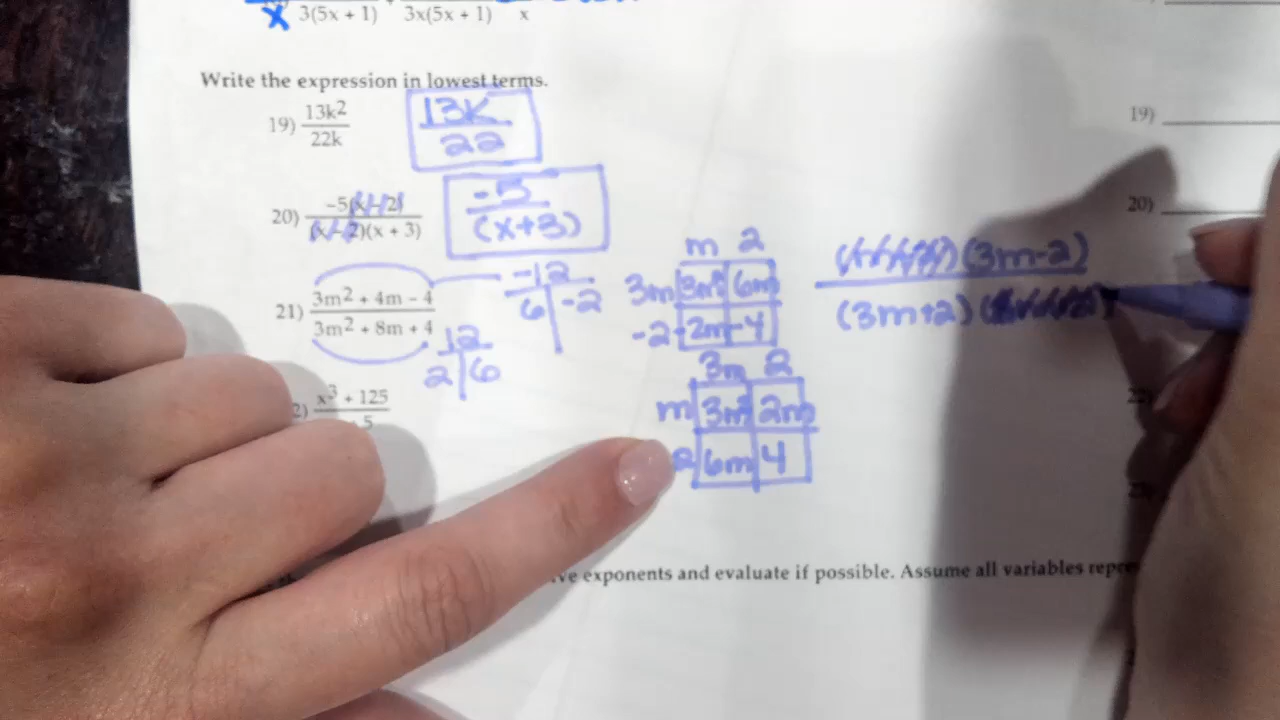 x 3(5x + 1) 3x(5x + 1) x
Write the expression in lowest terms.
19) 13k² / 22k 13k / 22
19)
20) -5(x - 2) / (x - 2)(x + 3) -5 / (x+3)
20)
21) 3m² + 4m - 4 / 3m² + 8m + 4
-12
6 -2
12
2 6
m 2
3m 3m² 6m
-2 -2m -4
3m 2
m 3m² 2m
2 6m 4
(3m-2)
(3m+2)
2) x³ + 125
5
exponents and evaluate if possible. Assume all variables